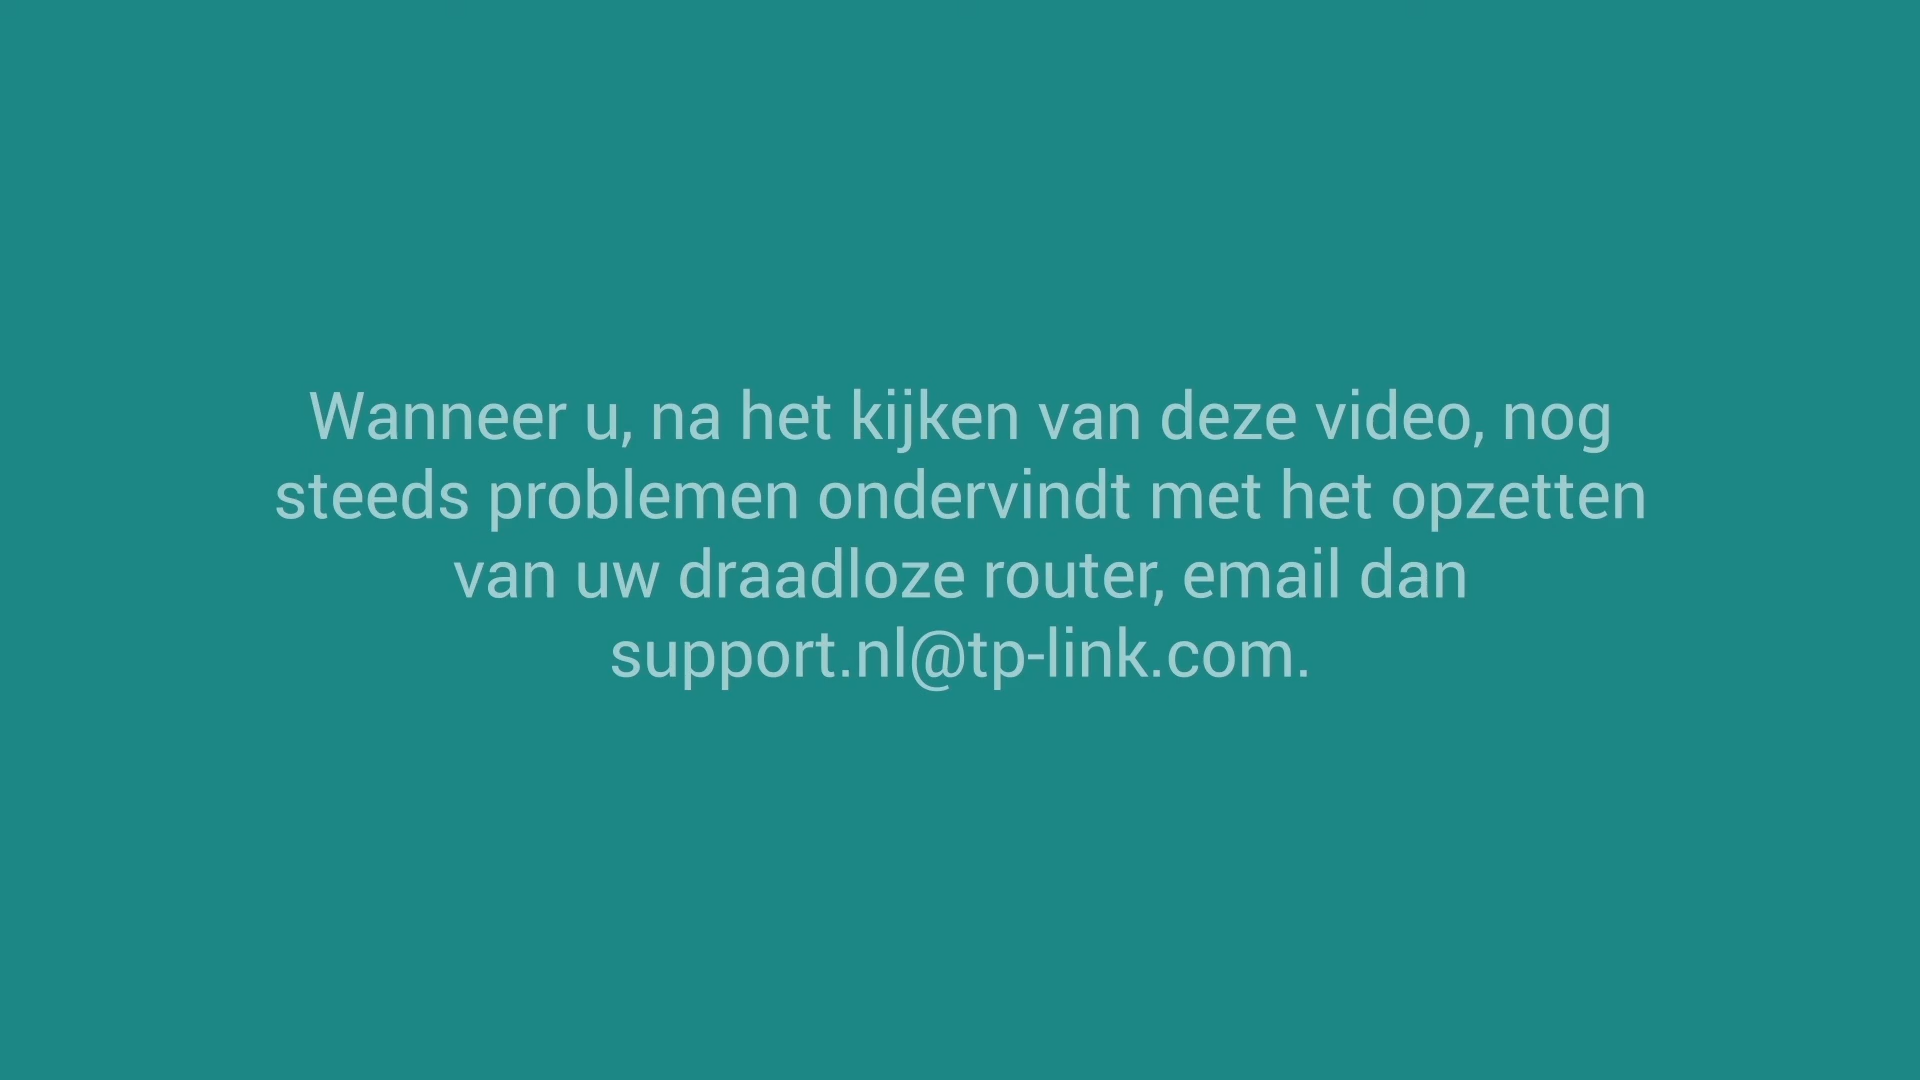 Wanneer u, na het kijken van deze video, nog
steeds problemen ondervindt met het opzetten
van uw draadloze router, email dan
support.nl@tp-link.com.